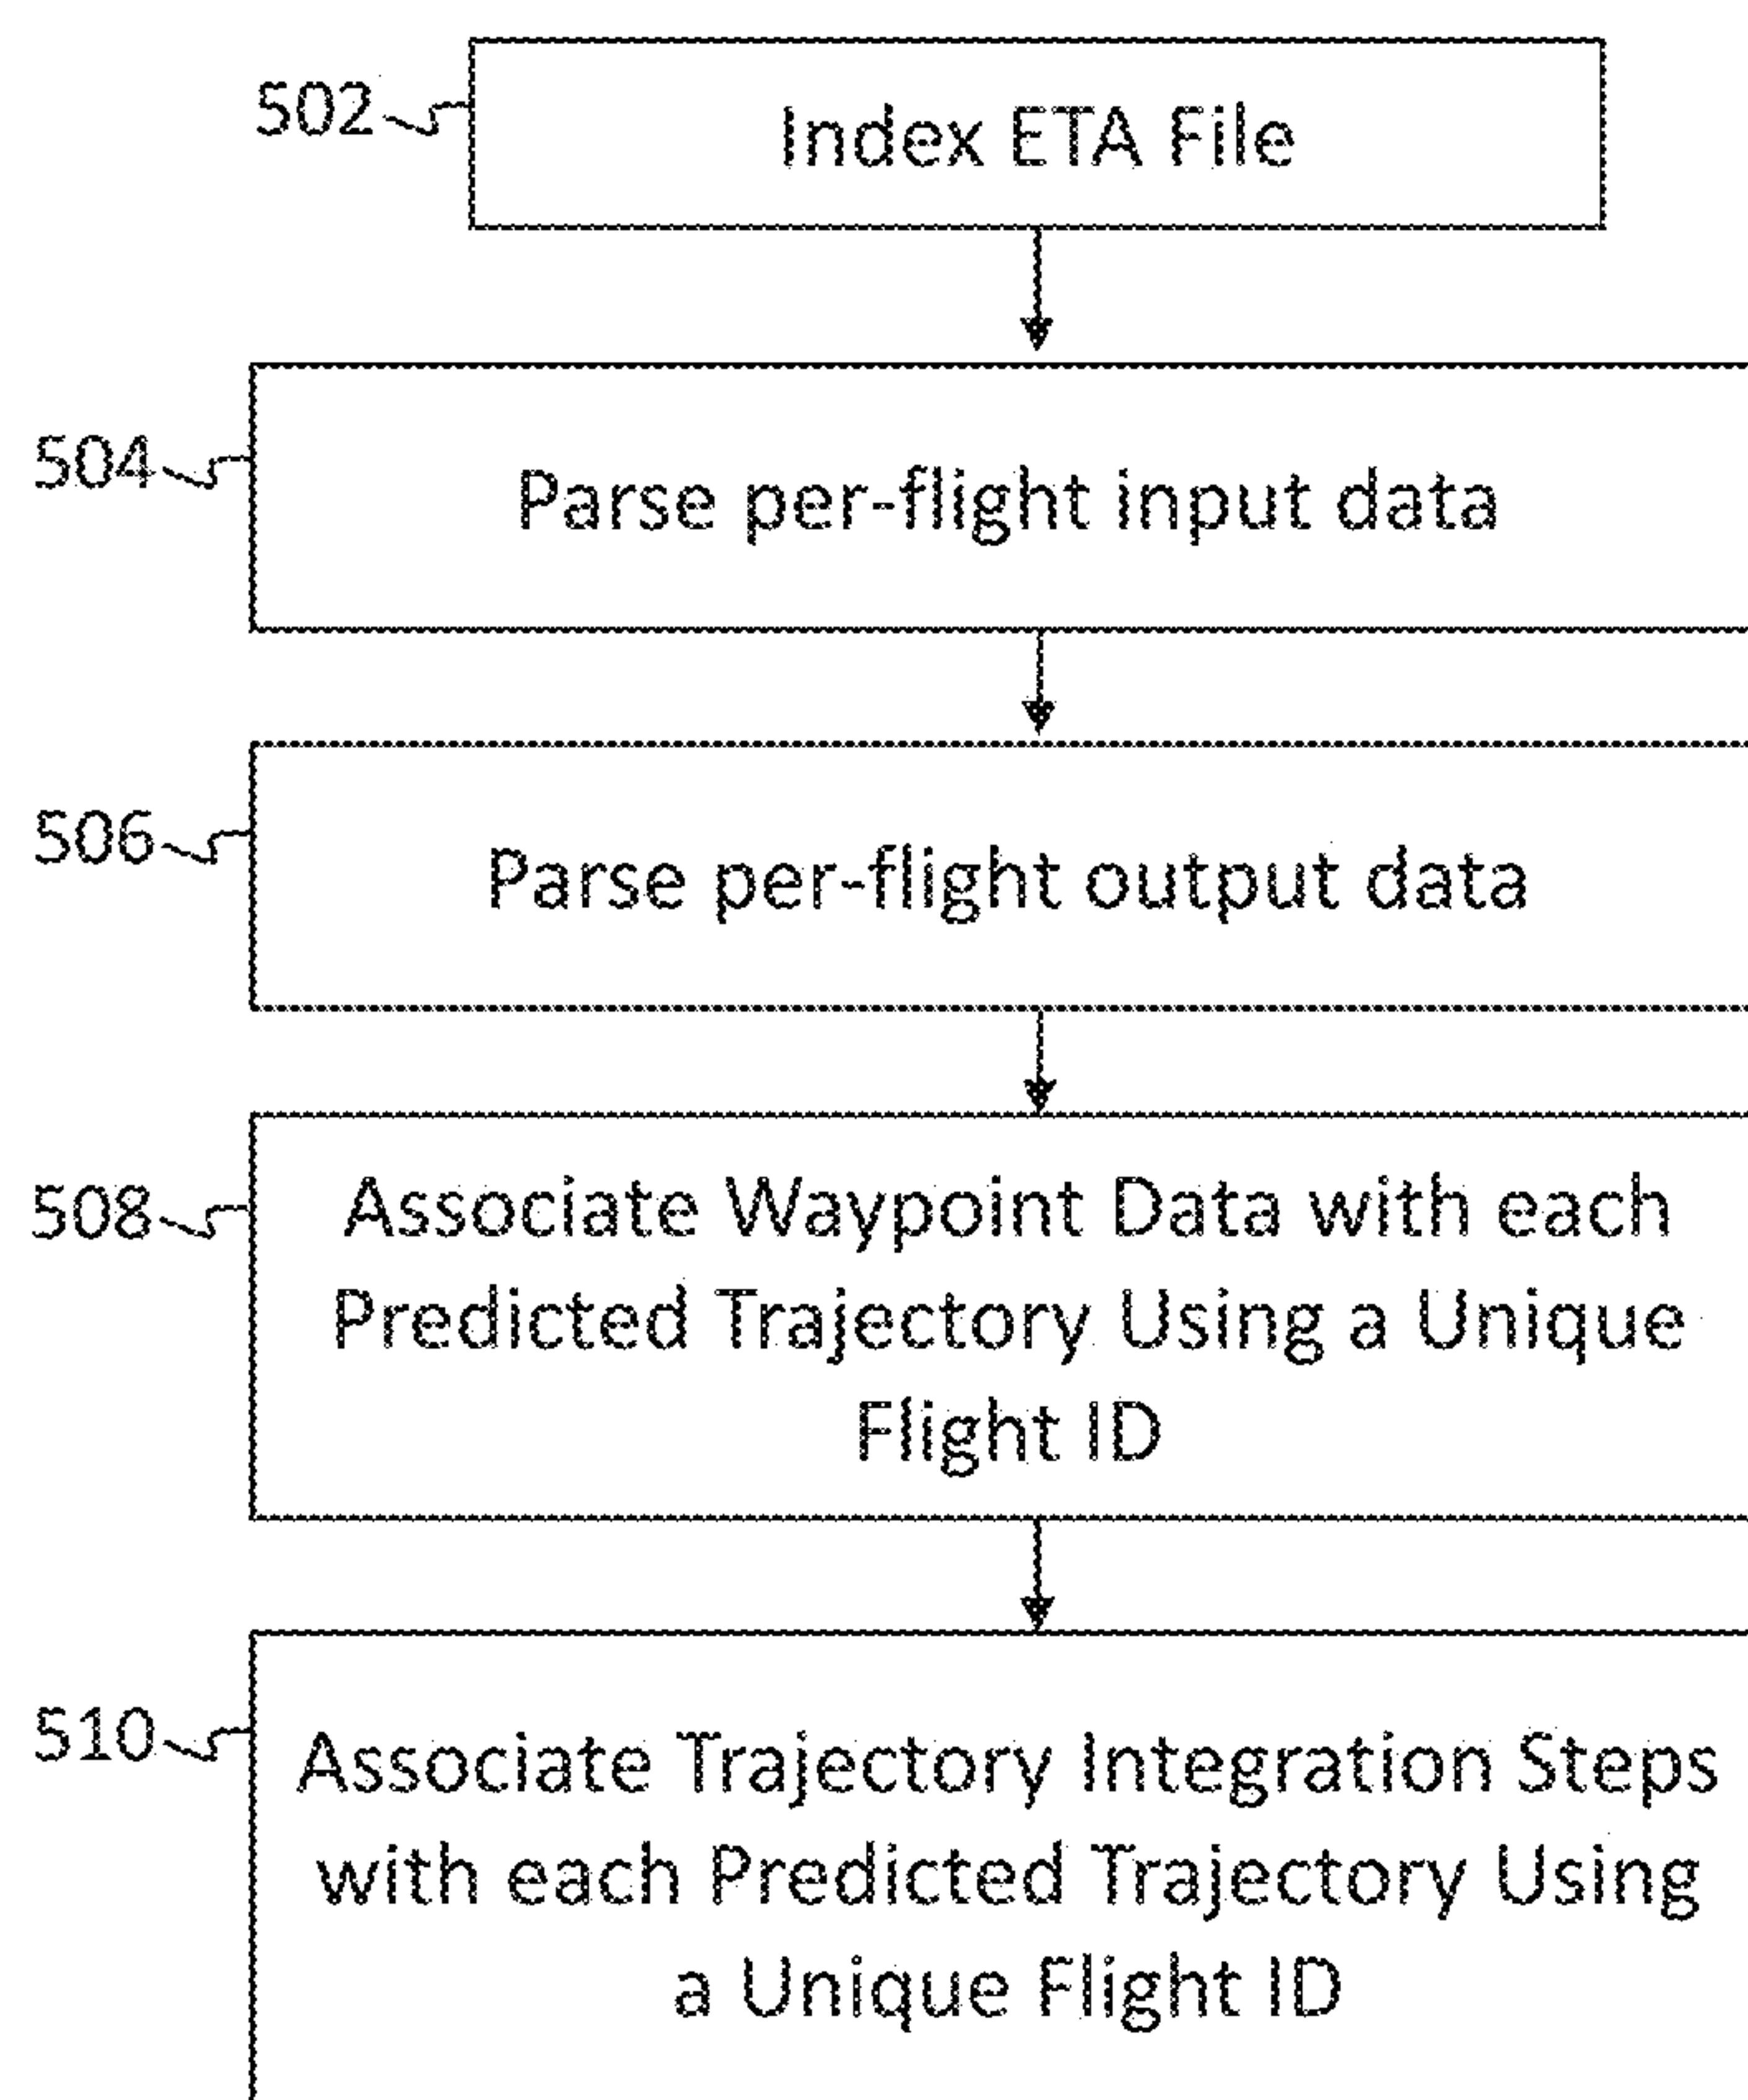 502
Index ETA File
504
Parse per-flight input data
506
Parse per-flight output data
508
Associate Waypoint Data with each
Predicted Trajectory Using a Unique
Flight ID
510
Associate Trajectory Integration Steps
with each Predicted Trajectory Using
a Unique Flight ID